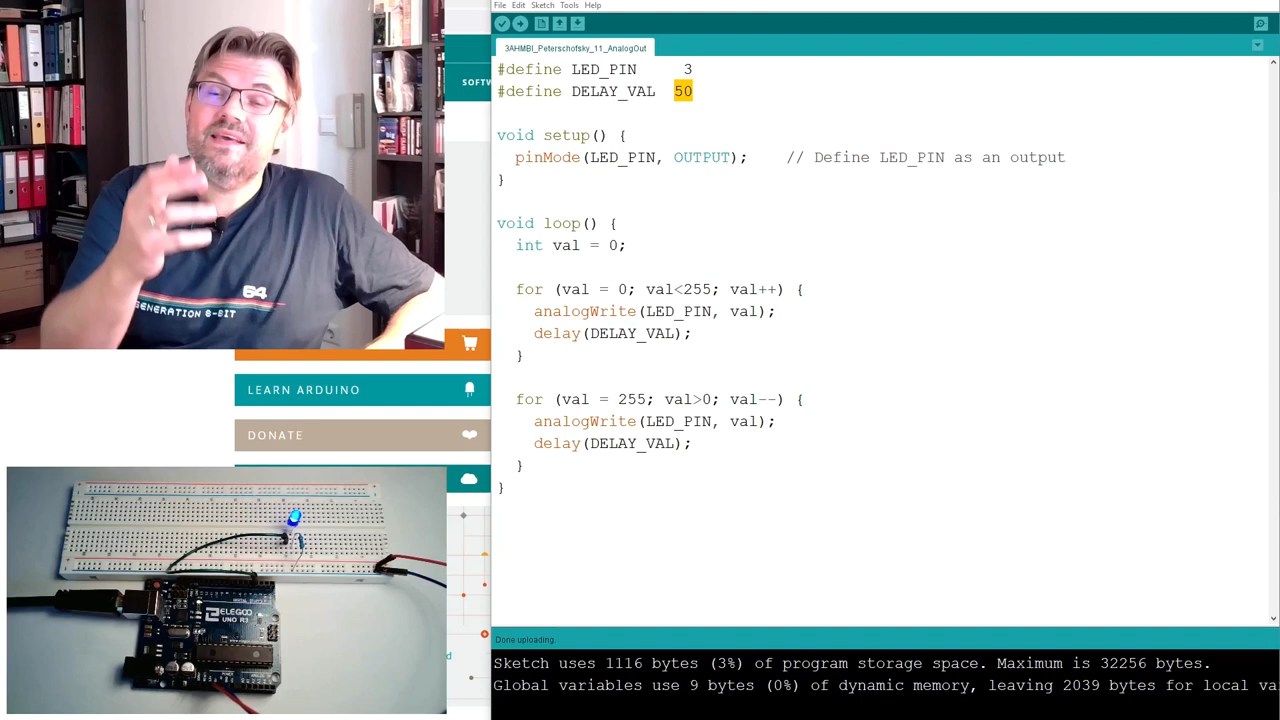 File Edit Sketch Tools Help
3AHMBI_Peterschofsky_11_AnalogOut
#define LED_PIN 3
#define DELAY_VAL 50
void setup() {
pinMode(LED_PIN, OUTPUT); // Define LED_PIN as an output
}
void loop() {
int val = 0;
for (val = 0; val<255; val++) {
analogWrite(LED_PIN, val);
delay(DELAY_VAL);
}
for (val = 255; val>0; val--) {
analogWrite(LED_PIN, val);
delay(DELAY_VAL);
}
}
Done uploading.
Sketch uses 1116 bytes (3%) of program storage space. Maximum is 32256 bytes.
Global variables use 9 bytes (0%) of dynamic memory, leaving 2039 bytes for local va
SOFTW
64
GENERATION 8-BIT
LEARN ARDUINO
DONATE
d
ELEGOO
UNO R3